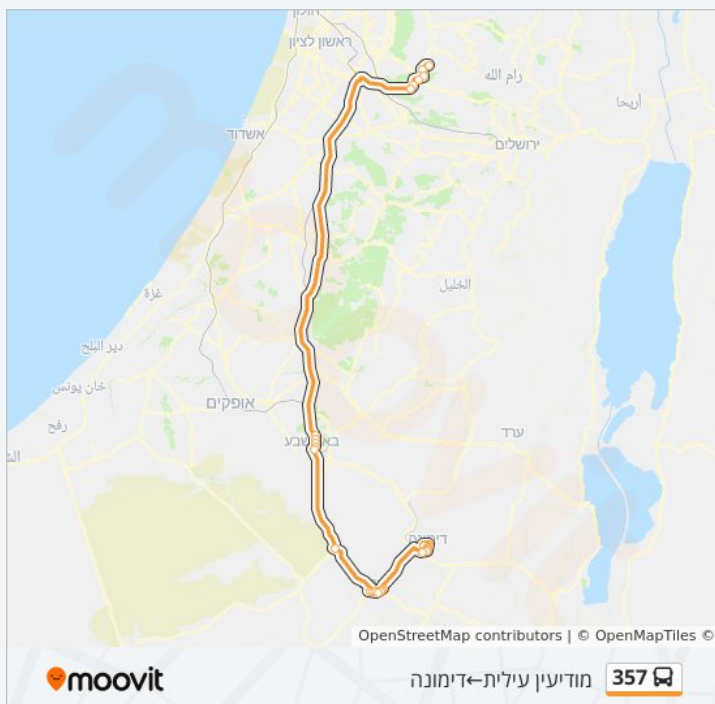 חולון
ראשון לציון
رام الله
أريحا
אשדוד
ירושלים
غزة
الخليل
دير البلح
خان يونس
אופקים
رفح
ערד
באר שבע
דימונה
OpenStreetMap contributors | © OpenMapTiles ©
moovit
357 מודיעין עילית←דימונה